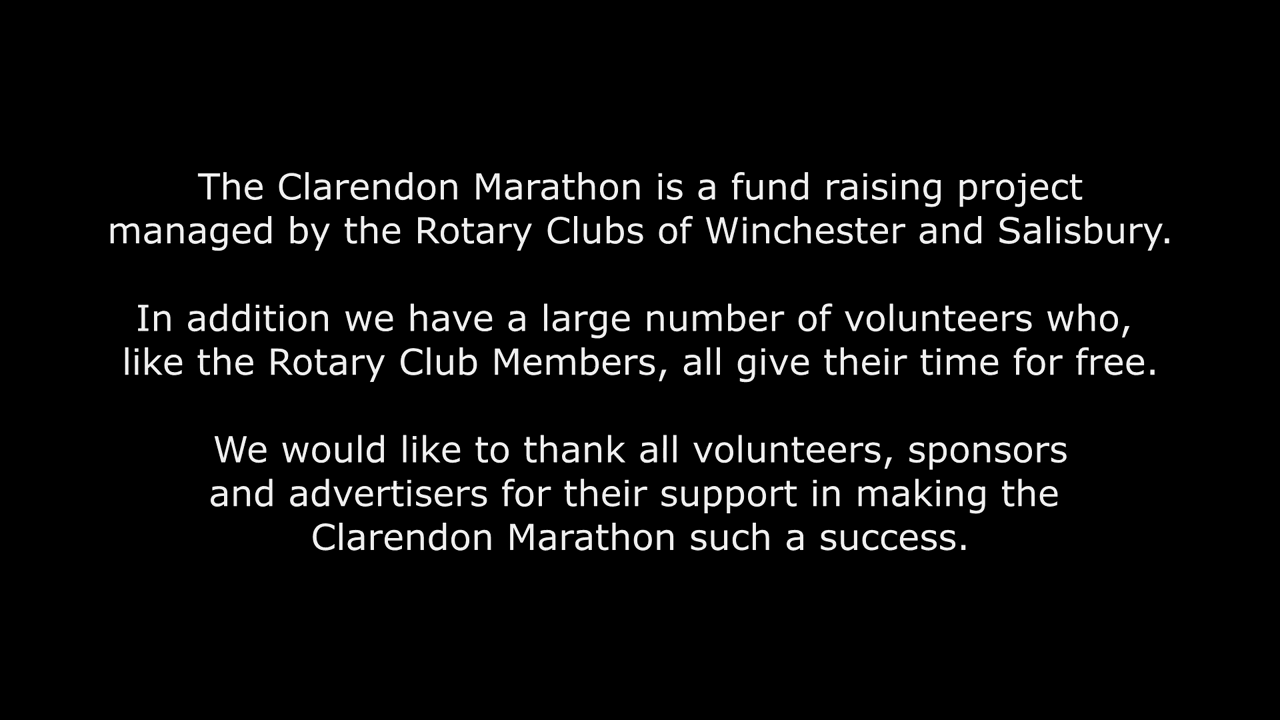 The Clarendon Marathon is a fund raising project
managed by the Rotary Clubs of Winchester and Salisbury.
In addition we have a large number of volunteers who,
like the Rotary Club Members, all give their time for free.
We would like to thank all volunteers, sponsors
and advertisers for their support in making the
Clarendon Marathon such a success.